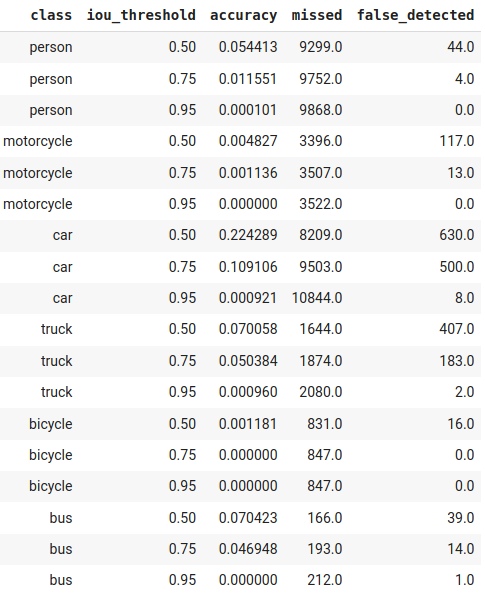 class iou_threshold accuracy missed false_detected
person 0.50 0.054413 9299.0 44.0
person 0.75 0.011551 9752.0 4.0
person 0.95 0.000101 9868.0 0.0
motorcycle 0.50 0.004827 3396.0 117.0
motorcycle 0.75 0.001136 3507.0 13.0
motorcycle 0.95 0.000000 3522.0 0.0
car 0.50 0.224289 8209.0 630.0
car 0.75 0.109106 9503.0 500.0
car 0.95 0.000921 10844.0 8.0
truck 0.50 0.070058 1644.0 407.0
truck 0.75 0.050384 1874.0 183.0
truck 0.95 0.000960 2080.0 2.0
bicycle 0.50 0.001181 831.0 16.0
bicycle 0.75 0.000000 847.0 0.0
bicycle 0.95 0.000000 847.0 0.0
bus 0.50 0.070423 166.0 39.0
bus 0.75 0.046948 193.0 14.0
bus 0.95 0.000000 212.0 1.0